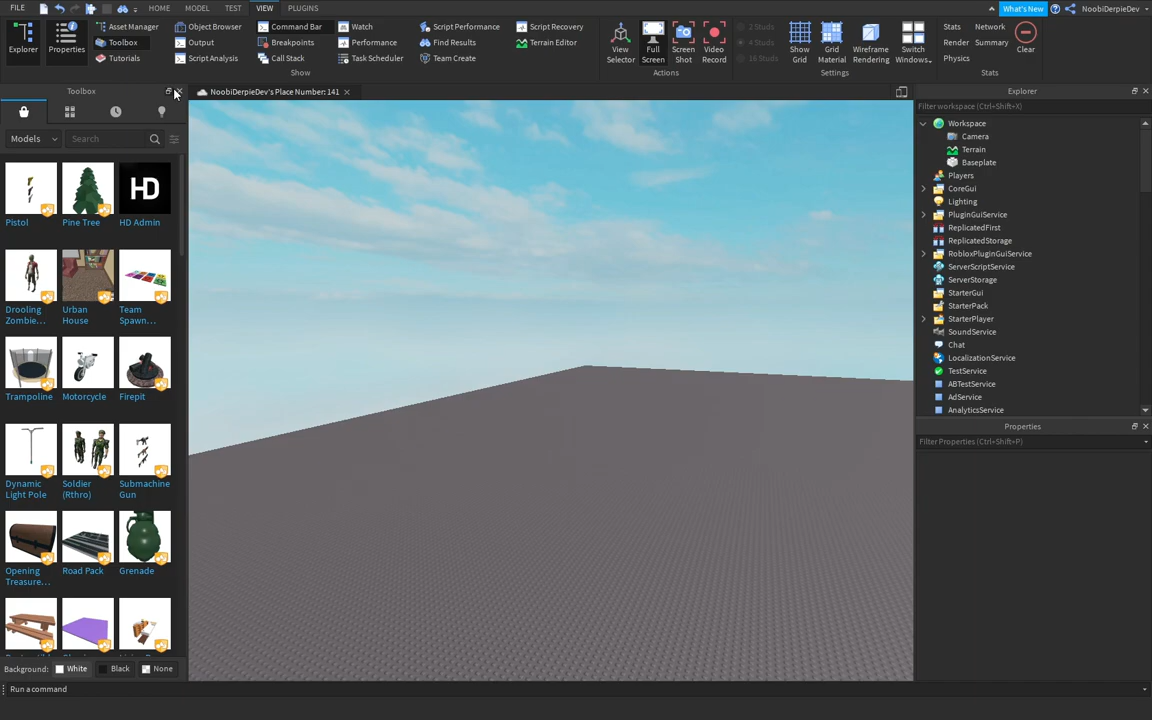 FILE HOME MODEL TEST VIEW PLUGINS What's New NoobiDerpieDev
Explorer Properties Asset Manager Toolbox Tutorials
Object Browser Output Script Analysis
Command Bar Breakpoints Call Stack
Watch Performance Task Scheduler
Script Performance Find Results Team Create
Script Recovery Terrain Editor
Show
View Selector Full Screen Screen Shot Video Record
Actions
2 Studs 4 Studs 16 Studs
Show Grid Grid Material Wireframe Rendering Switch Windows
Settings
Stats Network Render Summary Physics Clear
Stats
Toolbox
Models Search
Pistol Pine Tree HD HD Admin
Drooling Zombie... Urban House Team Spawn...
Trampoline Motorcycle Firepit
Dynamic Light Pole Soldier (Rthro) Submachine Gun
Opening Treasure... Road Pack Grenade
Background: White Black None
Run a command
NoobiDerpieDev's Place Number: 141
Explorer
Filter workspace (Ctrl+Shift+X)
Workspace
Camera
Terrain
Baseplate
Players
CoreGui
Lighting
PluginGuiService
ReplicatedFirst
ReplicatedStorage
RobloxPluginGuiService
ServerScriptService
ServerStorage
StarterGui
StarterPack
StarterPlayer
SoundService
Chat
LocalizationService
TestService
ABTestService
AdService
AnalyticsService
Properties
Filter Properties (Ctrl+Shift+P)